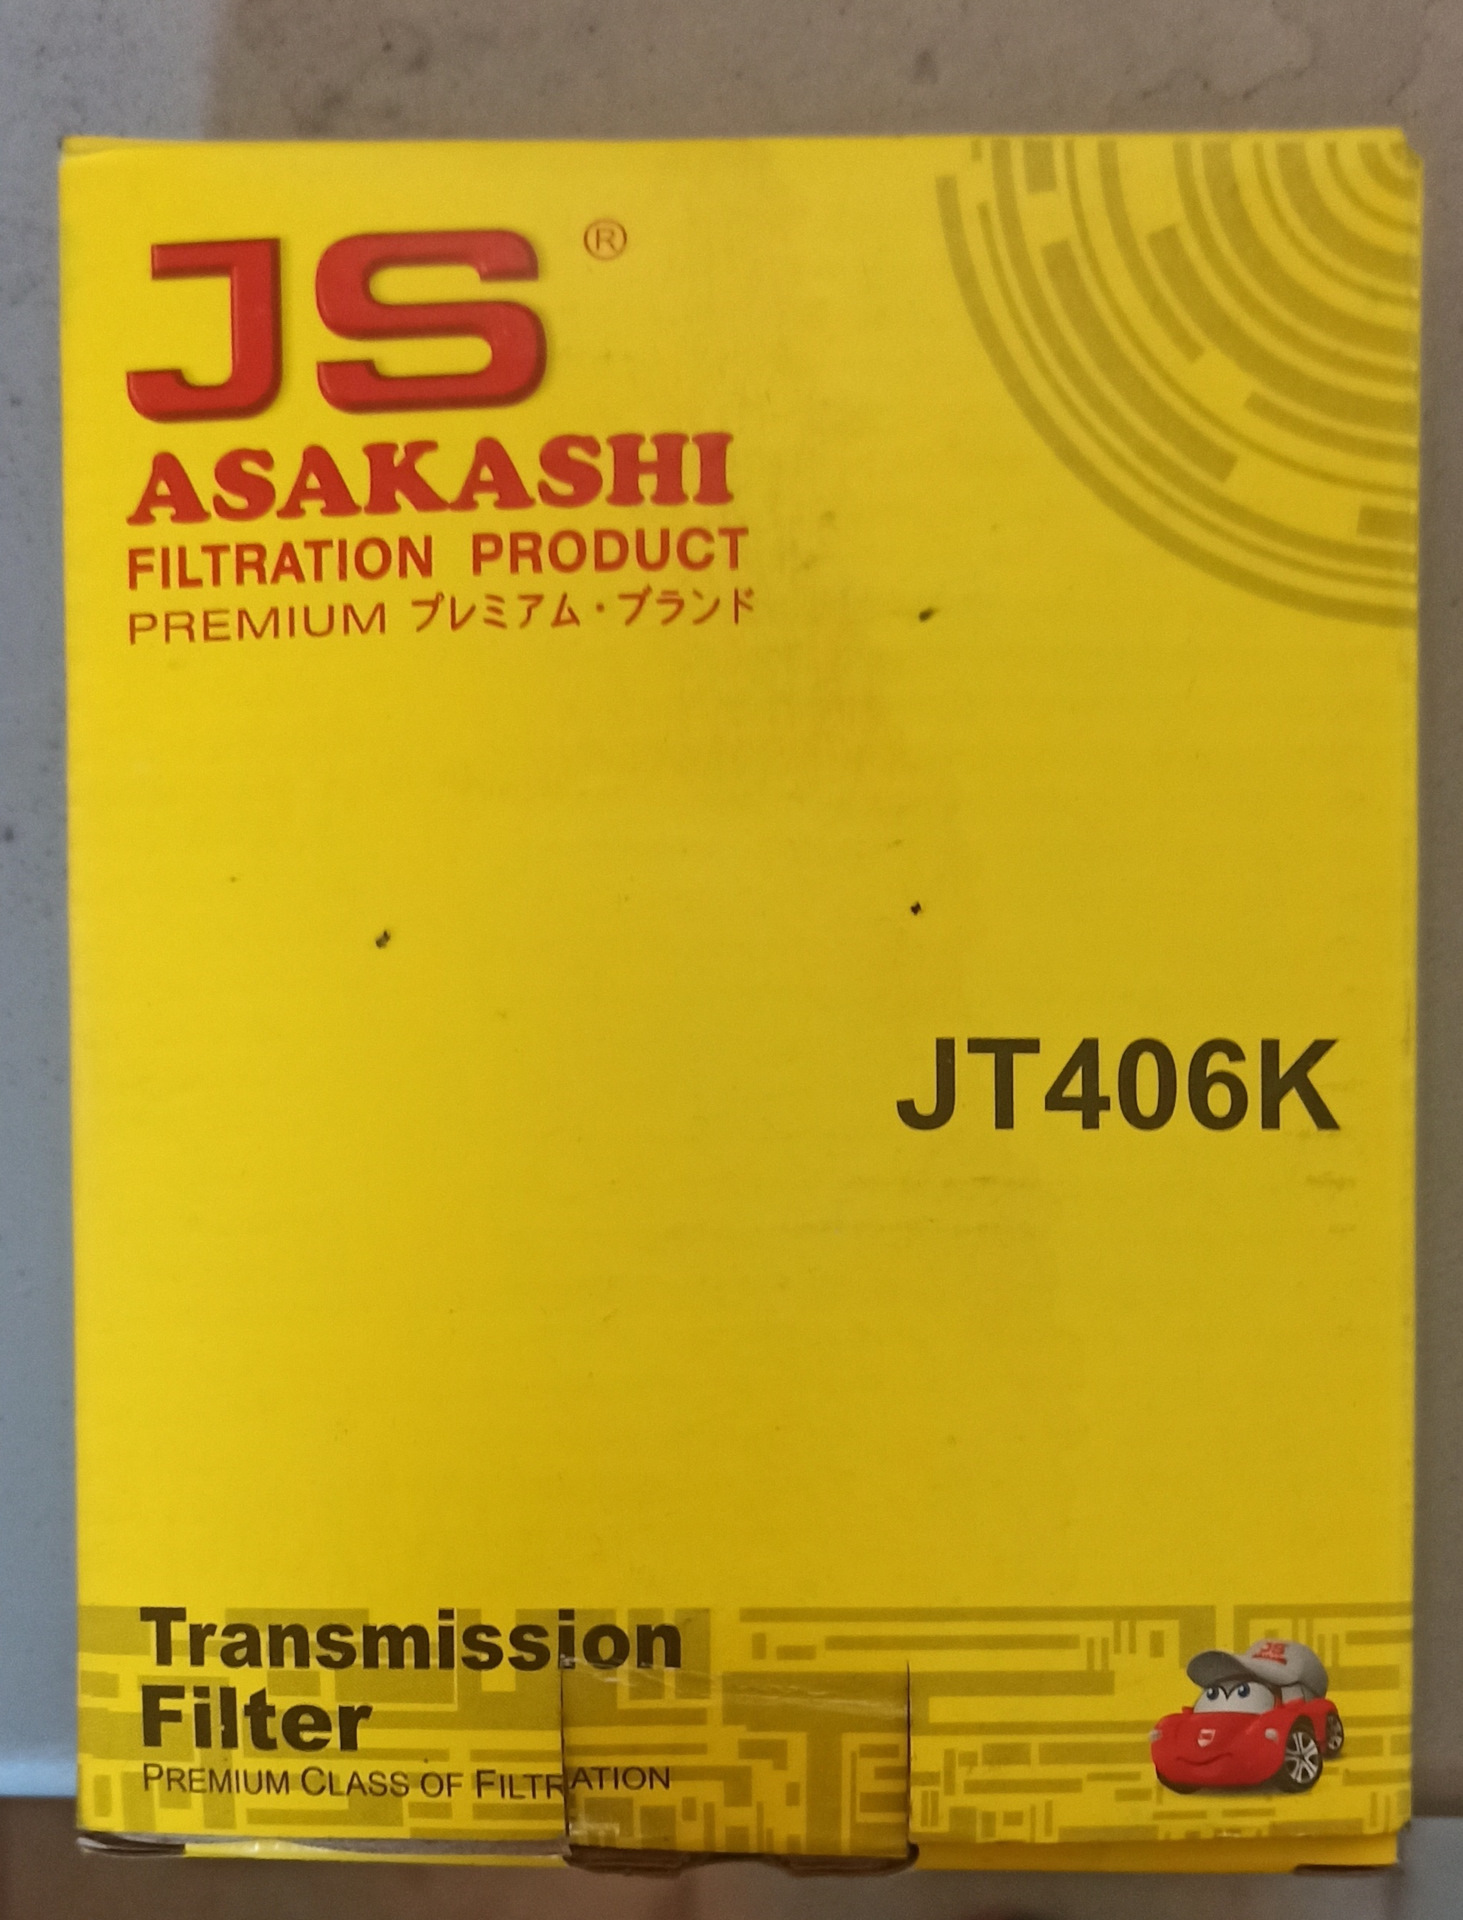 JS ®
ASAKASHI
FILTRATION PRODUCT
PREMIUM プレミアム・ブランド
JT406K
Transmission
Filter
PREMIUM CLASS OF FILTRATION
JS